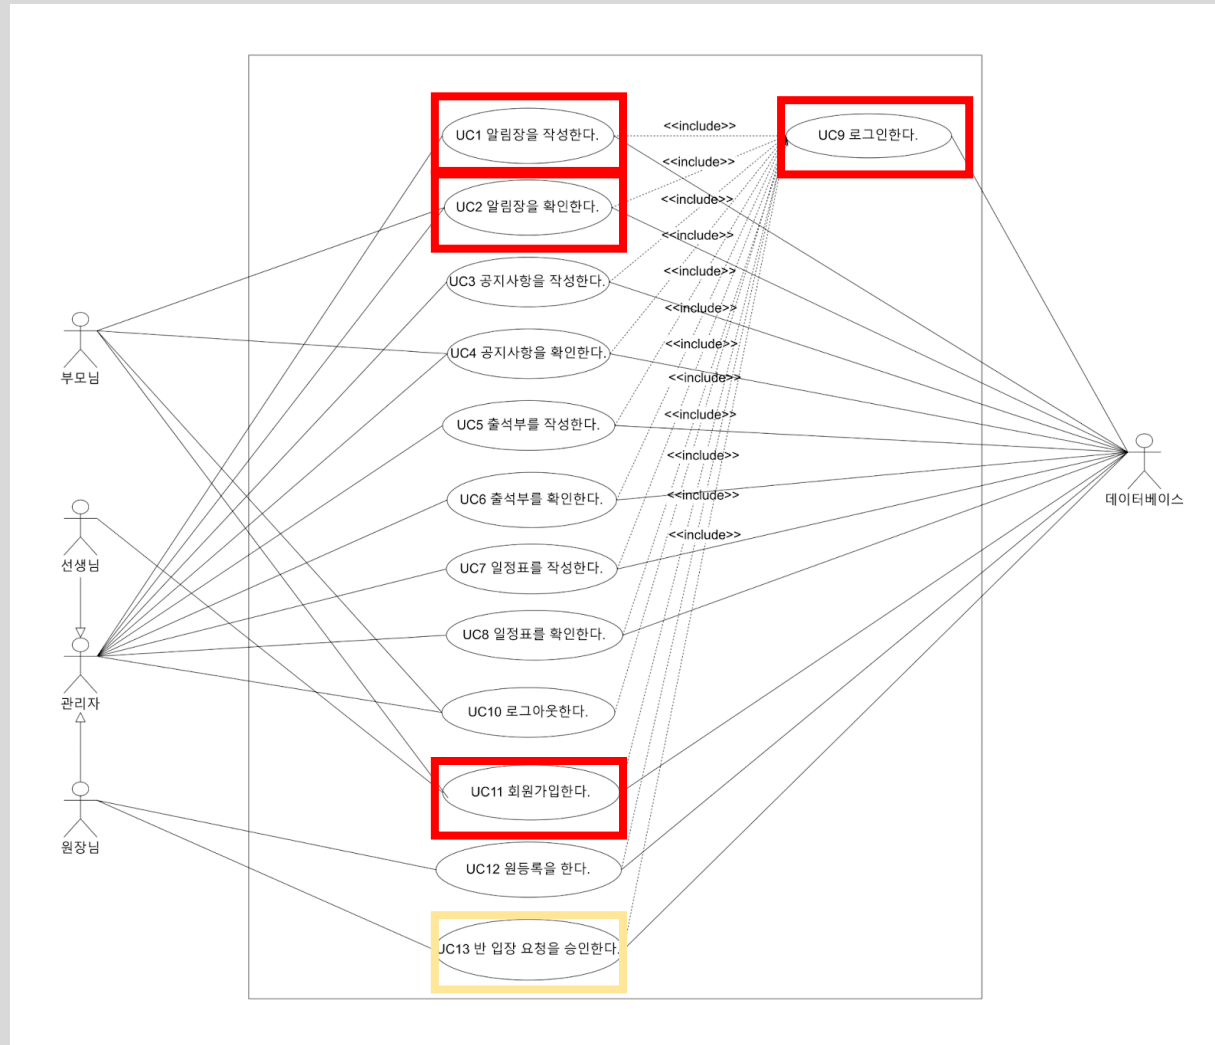 UC1 알림장을 작성한다.
<<include>>
UC9 로그인한다.
<<include>>
UC2 알림장을 확인한다.
<<include>>
<<include>>
UC3 공지사항을 작성한다.
<<include>>
<<include>>
부모님
UC4 공지사항을 확인한다.
<<include>>
<<include>>
<<include>>
UC5 출석부를 작성한다.
데이터베이스
<<include>>
UC6 출석부를 확인한다.
<<include>>
<<include>>
선생님
UC7 일정표를 작성한다.
UC8 일정표를 확인한다.
관리자
UC10 로그아웃한다.
UC11 회원가입한다.
원장님
UC12 원등록을 한다.
UC13 반 입장 요청을 승인한다.